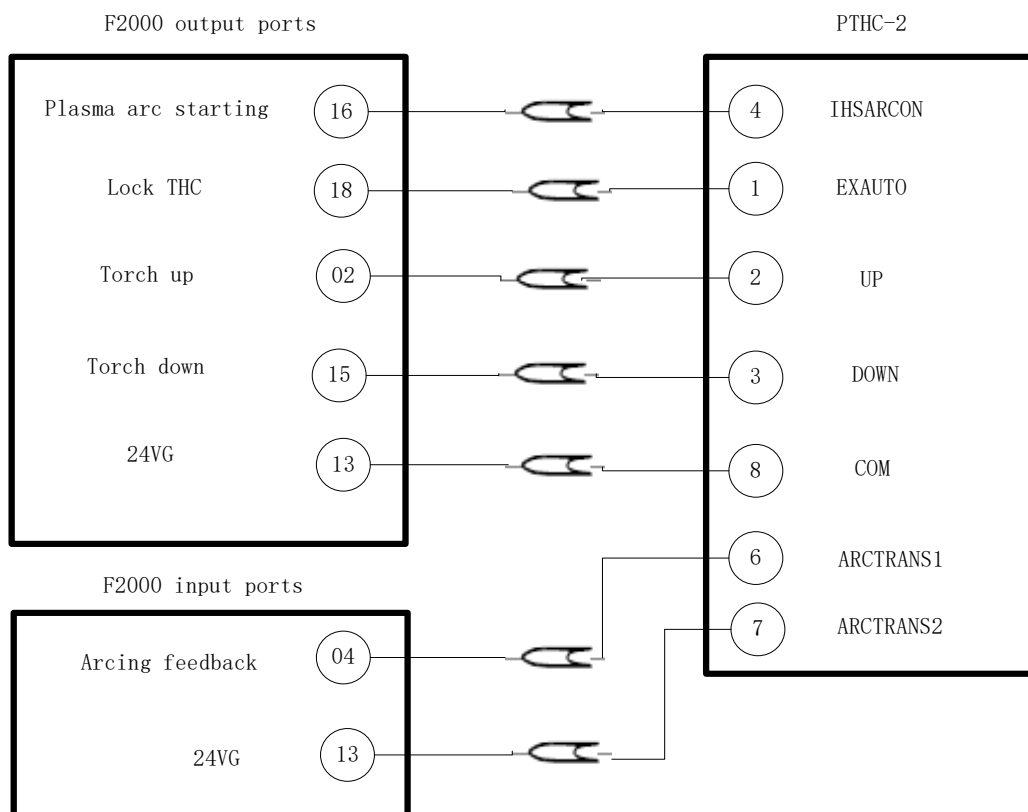 F2000 output ports
PTHC-2
Plasma arc starting
16
4
IHSARCON
Lock THC
18
1
EXAUTO
Torch up
02
2
UP
Torch down
15
3
DOWN
24VG
13
8
COM
6
ARCTRANS1
F2000 input ports
7
ARCTRANS2
Arcing feedback
04
24VG
13